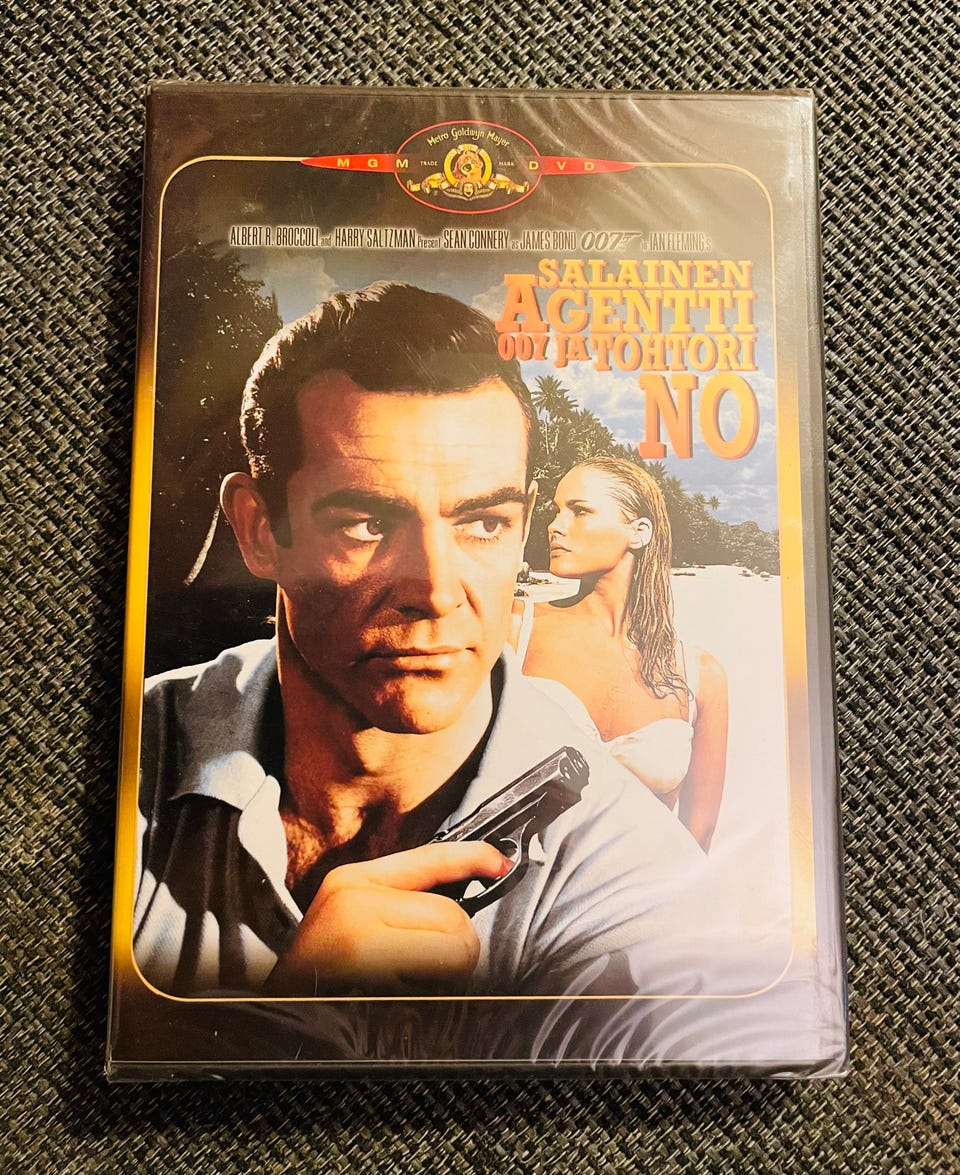 Metro Goldwyn Mayer
MGM TRADE MARK DVD
ALBERT R. BROCCOLI and HARRY SALTZMAN Present SEAN CONNERY as JAMES BOND 007 in IAN FLEMING's
SALAINEN
AGENTTI
007 JA TOHTORI
NO